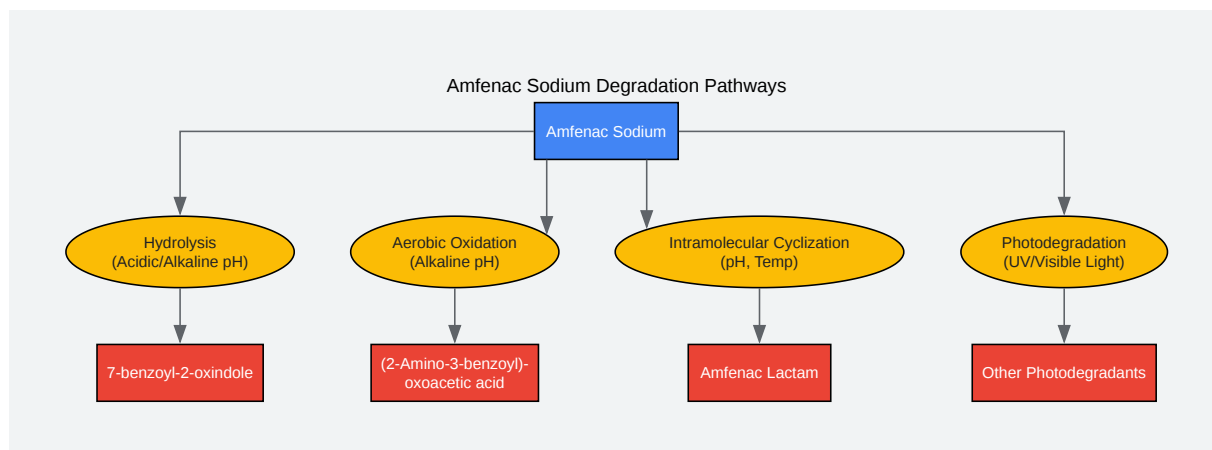 Amfenac Sodium Degradation Pathways
Amfenac Sodium
Hydrolysis
(Acidic/Alkaline pH)
Aerobic Oxidation
(Alkaline pH)
Intramolecular Cyclization
(pH, Temp)
Photodegradation
(UV/Visible Light)
7-benzoyl-2-oxindole
(2-Amino-3-benzoyl)-
oxoacetic acid
Amfenac Lactam
Other Photodegradants